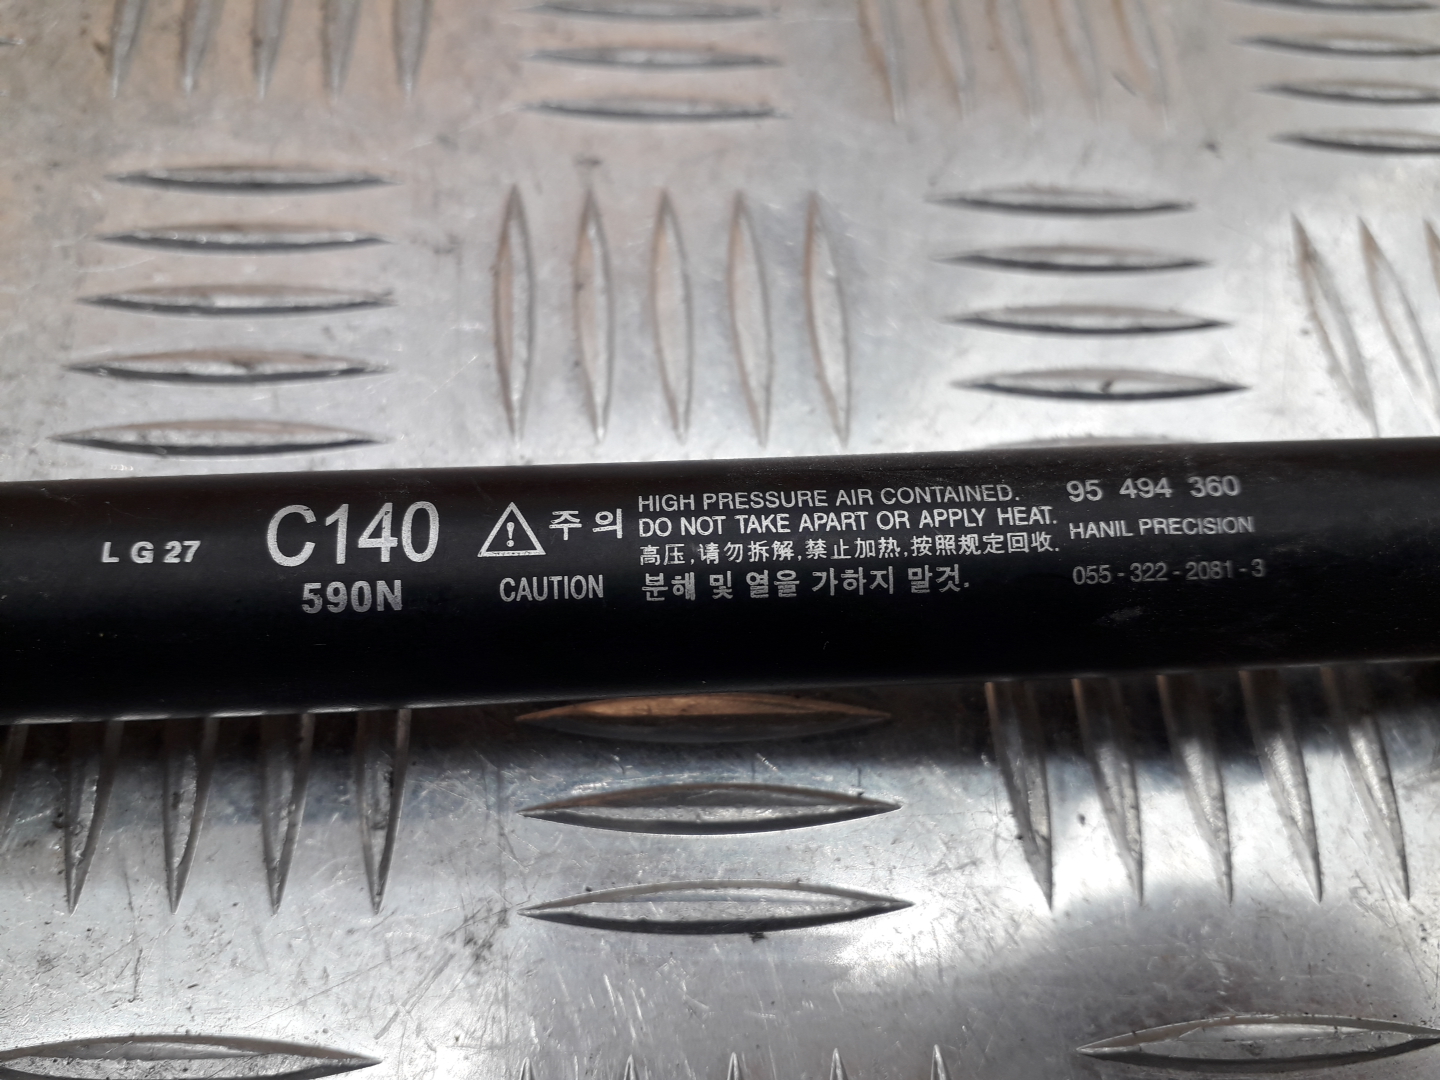 L G 27
C140
590N
주 의
CAUTION
HIGH PRESSURE AIR CONTAINED.
DO NOT TAKE APART OR APPLY HEAT.
高压,请勿拆解,禁止加热,按照规定回收.
분해 및 열을 가하지 말것.
95 494 360
HANIL PRECISION
055 - 322 - 2081 - 3